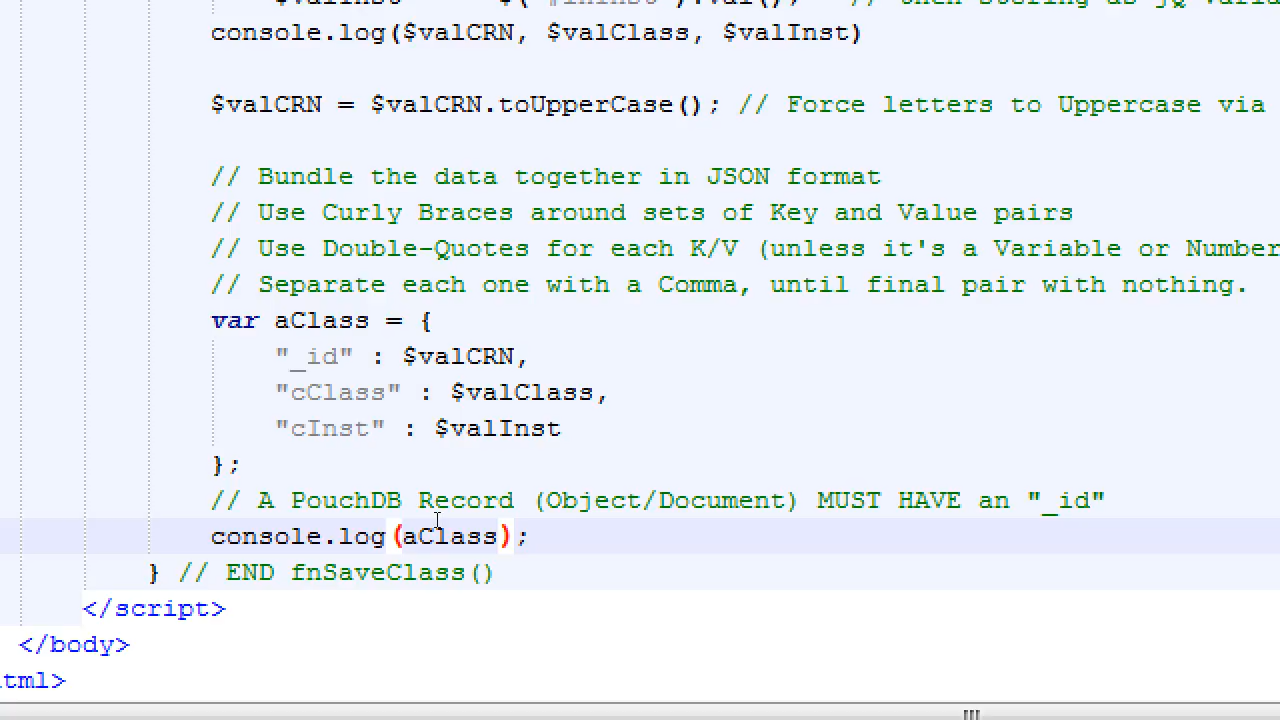 console.log($valCRN, $valClass, $valInst)
$valCRN = $valCRN.toUpperCase(); // Force letters to Uppercase via
// Bundle the data together in JSON format
// Use Curly Braces around sets of Key and Value pairs
// Use Double-Quotes for each K/V (unless it's a Variable or Number
// Separate each one with a Comma, until final pair with nothing.
var aClass = {
"_id" : $valCRN,
"cClass" : $valClass,
"cInst" : $valInst
};
// A PouchDB Record (Object/Document) MUST HAVE an "_id"
console.log(aClass);
} // END fnSaveClass()
</script>
</body>
tml>